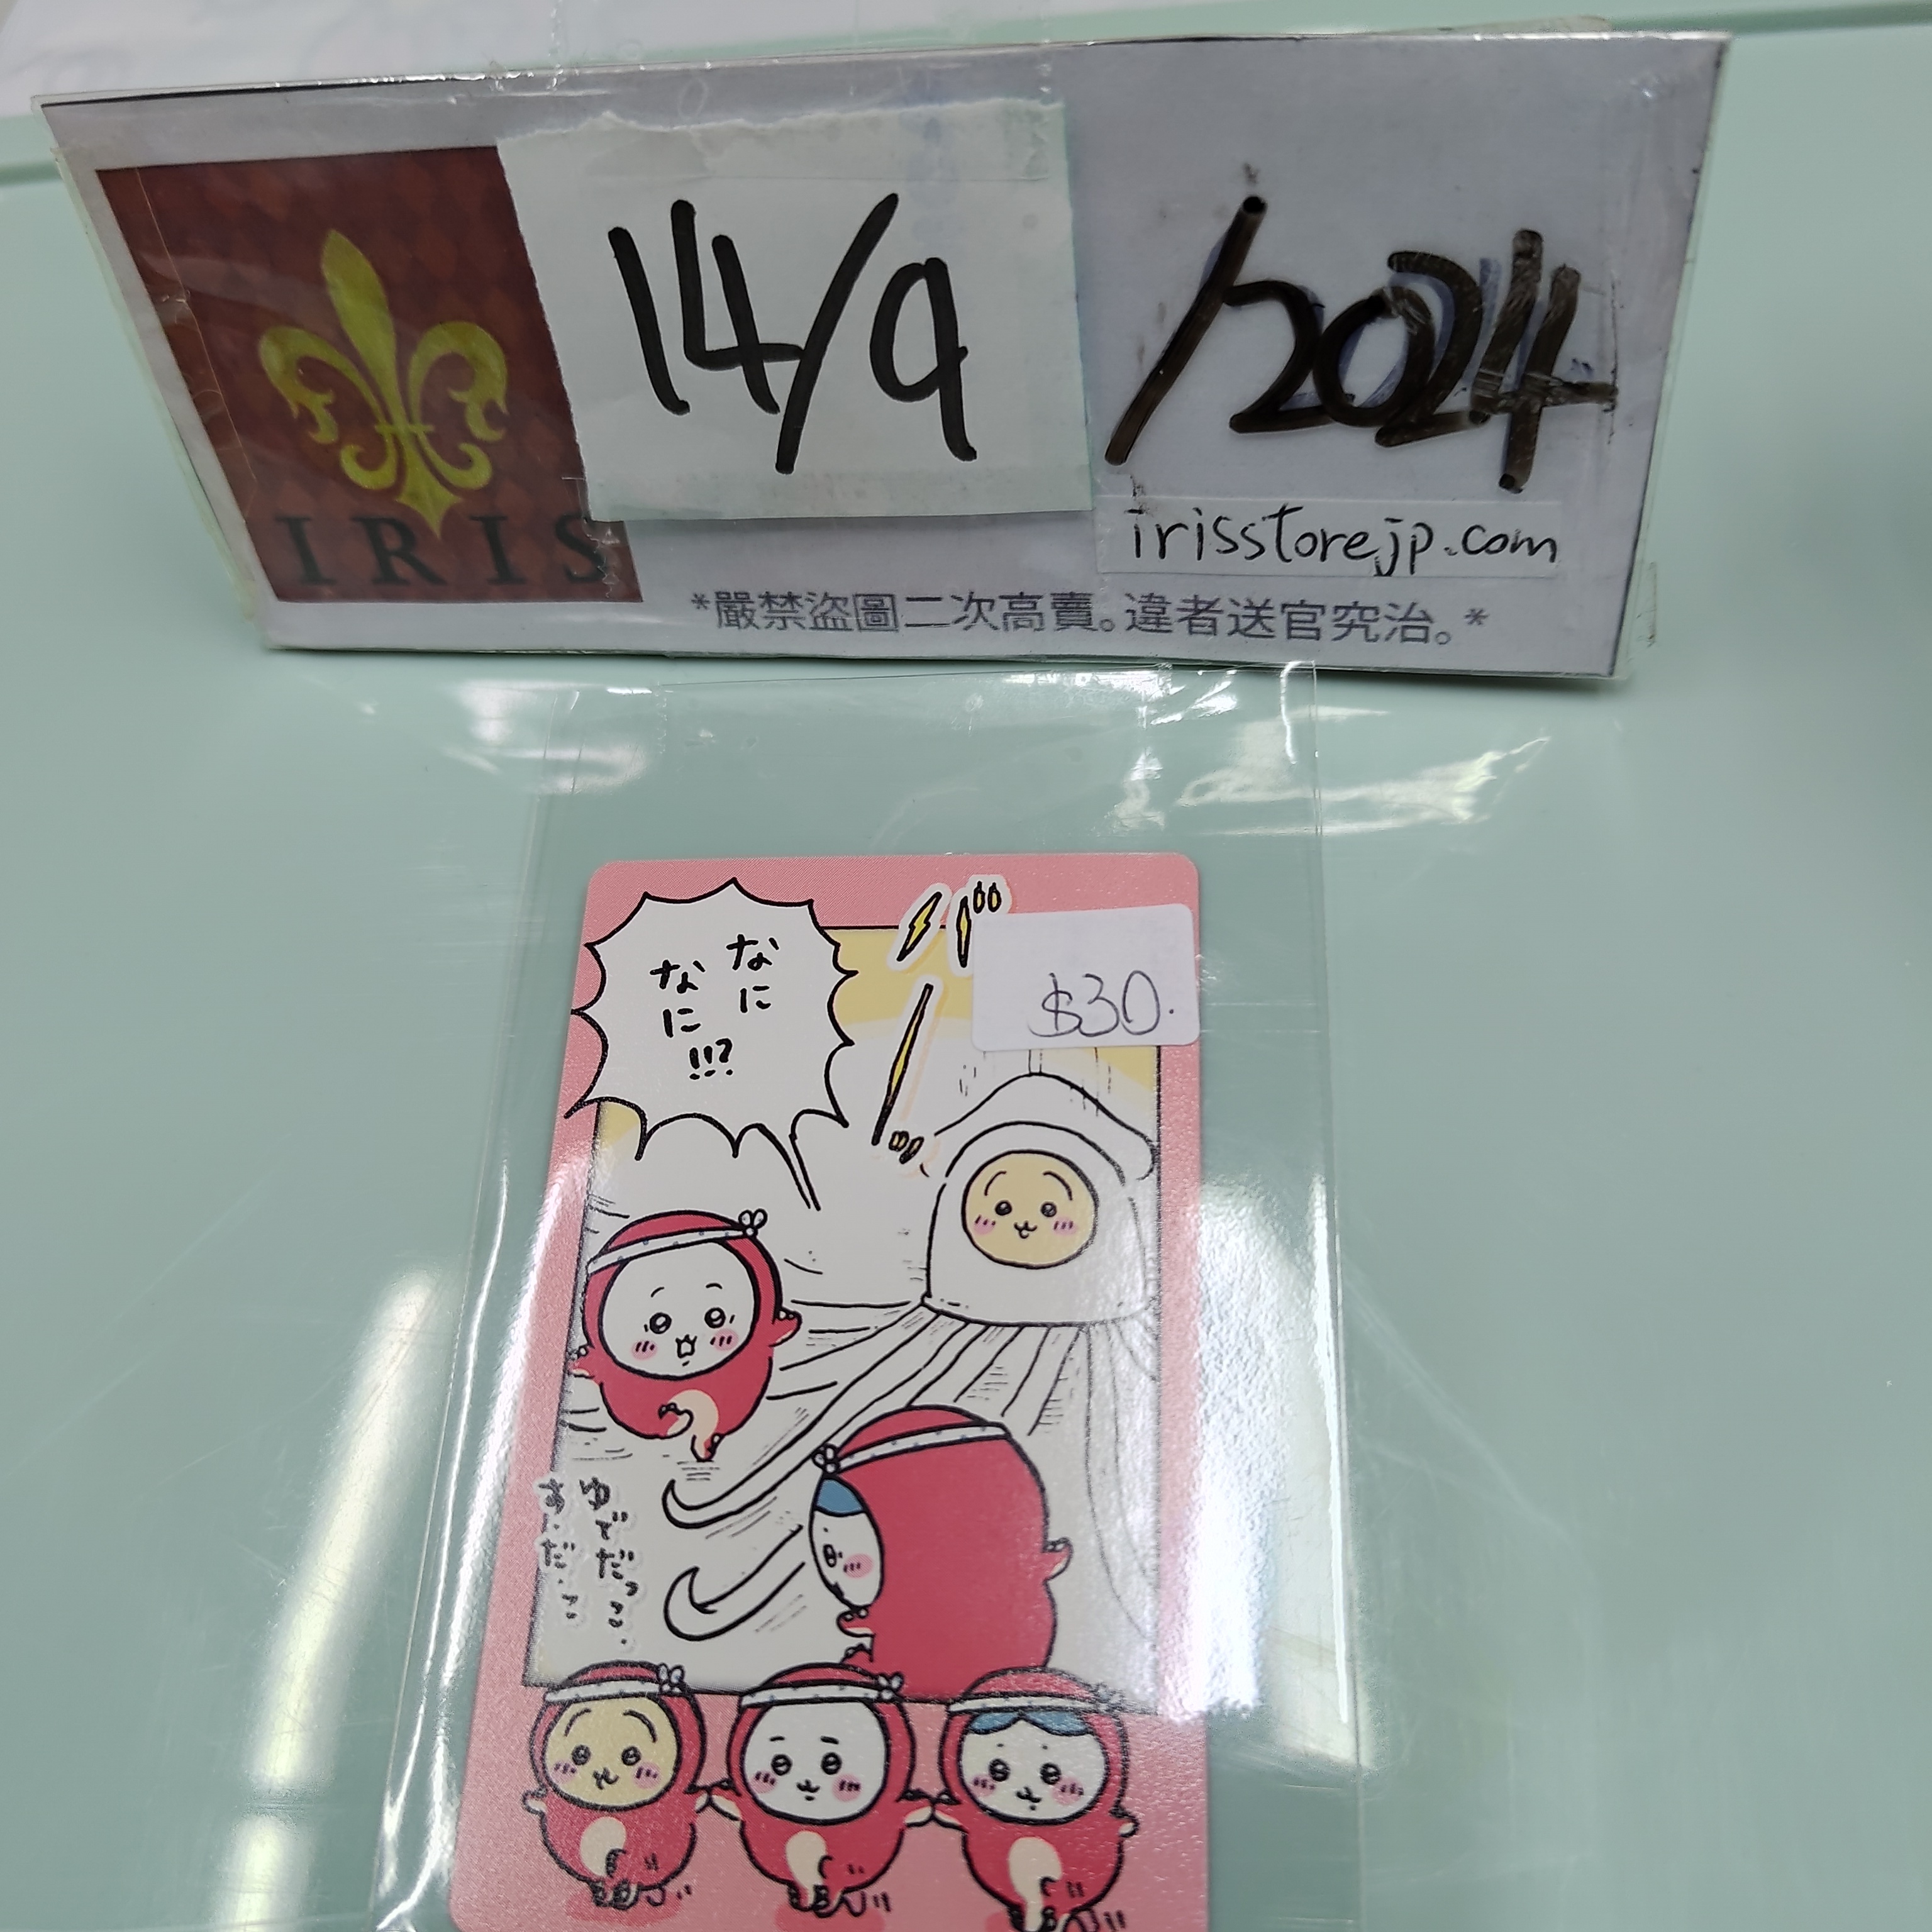 14/9 /2024
IRIS
irisstorejp.com
*嚴禁盜圖二次高賣。違者送官究治。*
$30.
なに
なに
!!!?
ゆでだっこ
すだこ